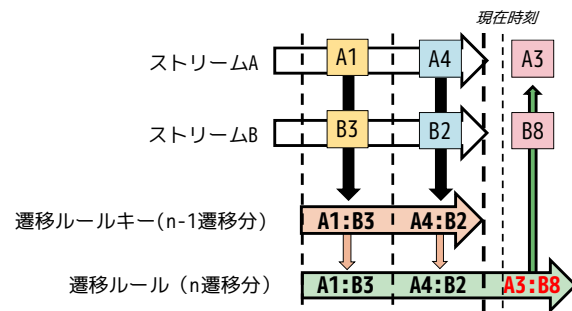 現在時刻
ストリームA A1 A4 A3
ストリームB B3 B2 B8
遷移ルールキー(n-1遷移分) A1:B3 A4:B2
遷移ルール（n遷移分） A1:B3 A4:B2 A3:B8